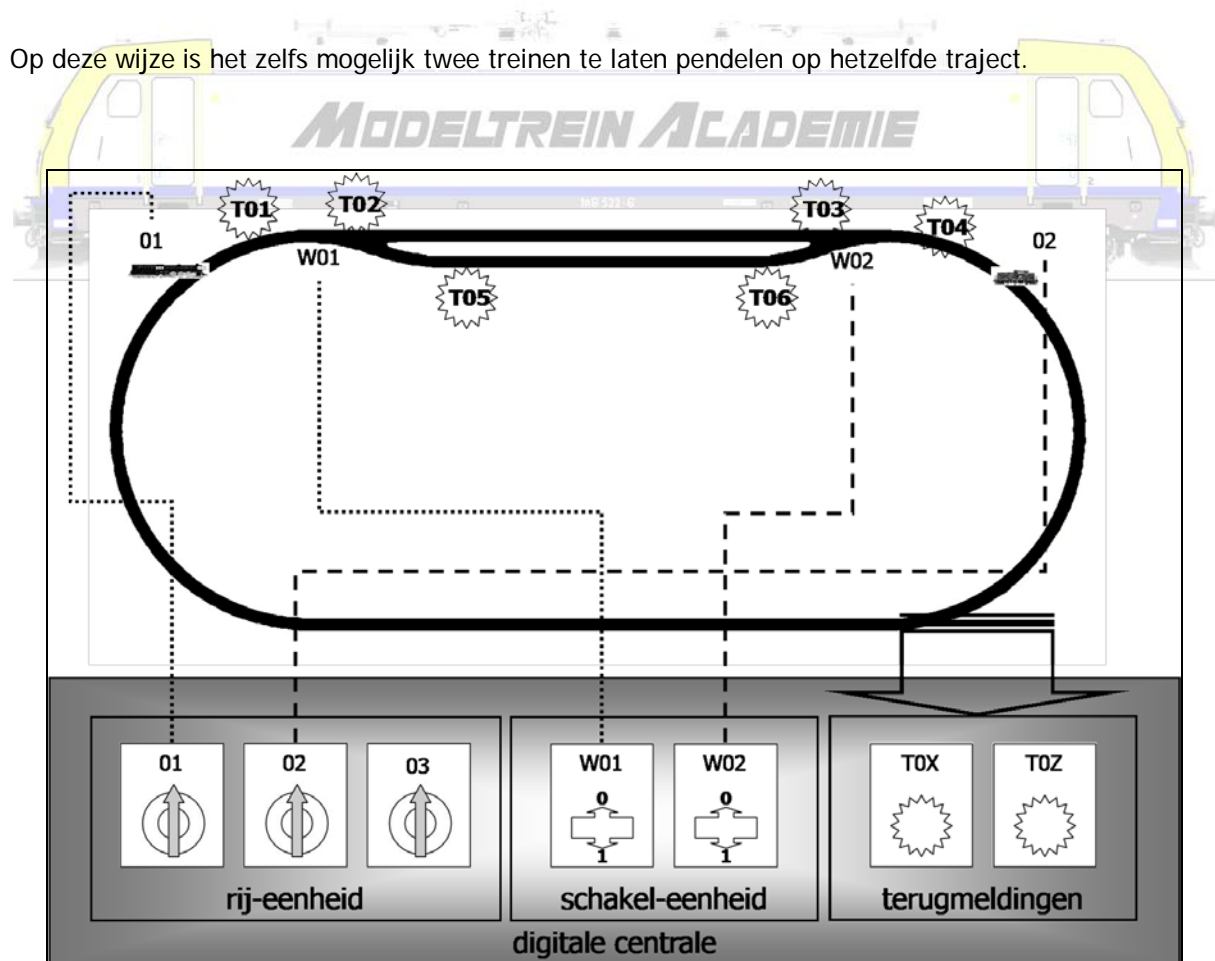 Op deze wijze is het zelfs mogelijk twee treinen te laten pendelen op hetzelfde traject.
MODELTREIN ACADEMIE
T01
T02
T03
T04
01
02
W01
W02
T05
T06
01
02
03
W01
W02
T0X
T0Z
0
0
1
1
rij-eenheid
schakel-eenheid
terugmeldingen
digitale centrale